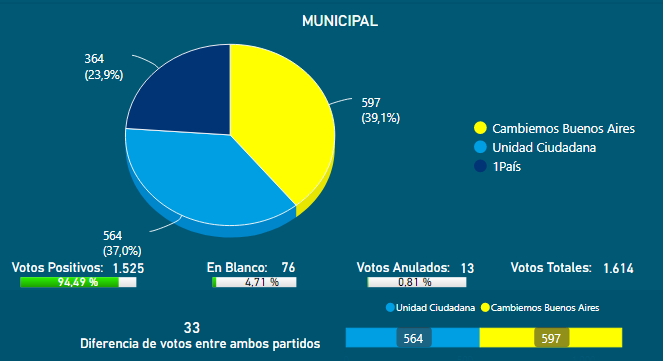 MUNICIPAL
364
(23,9%)
597
(39,1%)
Cambiemos Buenos Aires
Unidad Ciudadana
1País
564
(37,0%)
Votos Positivos: 1.525
94,49 %
En Blanco: 76
4,71 %
Votos Anulados: 13
0,81 %
Votos Totales: 1.614
Unidad Ciudadana Cambiemos Buenos Aires
33
Diferencia de votos entre ambos partidos
564 597